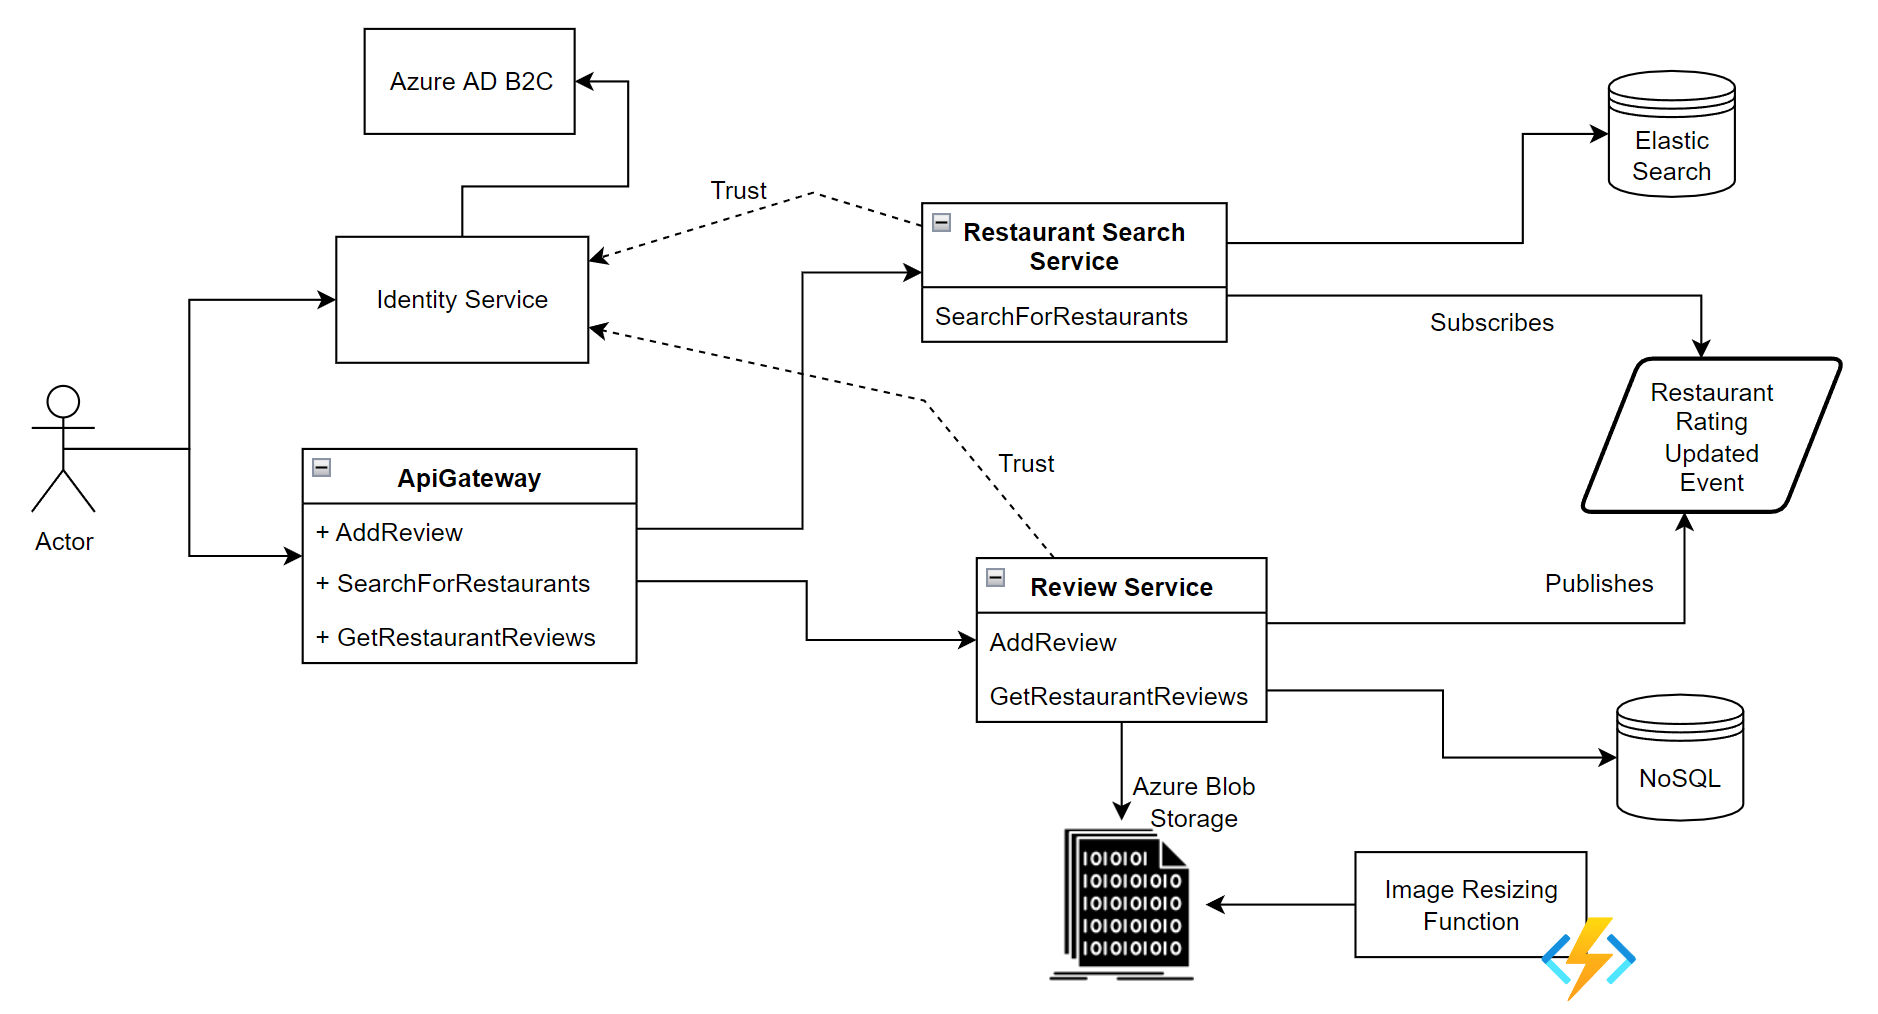 Azure AD B2C
Elastic
Search
Trust
Restaurant Search
Service
SearchForRestaurants
Identity Service
Subscribes
Restaurant
Rating
Updated
Event
Actor
ApiGateway
+ AddReview
+ SearchForRestaurants
+ GetRestaurantReviews
Trust
Review Service
AddReview
GetRestaurantReviews
Publishes
NoSQL
Azure Blob
Storage
IOIOIOI
IOIOIOIOIO
IOIOIOIOIO
IOIOIOIOIO
IOIOIOIOIO
Image Resizing
Function